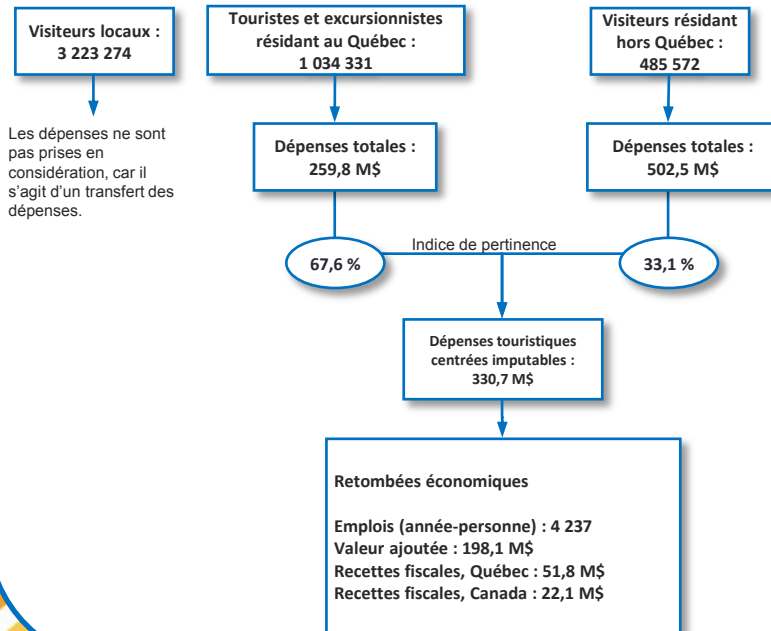 Visiteurs locaux :
3 223 274
Touristes et excursionnistes
résidant au Québec :
1 034 331
Visiteurs résidant
hors Québec :
485 572
Les dépenses ne sont
pas prises en
considération, car il
s’agit d’un transfert des
dépenses.
Dépenses totales :
259,8 M$
Dépenses totales :
502,5 M$
Indice de pertinence
67,6 %
33,1 %
Dépenses touristiques
centrées imputables :
330,7 M$
Retombées économiques
Emplois (année-personne) : 4 237
Valeur ajoutée : 198,1 M$
Recettes fiscales, Québec : 51,8 M$
Recettes fiscales, Canada : 22,1 M$